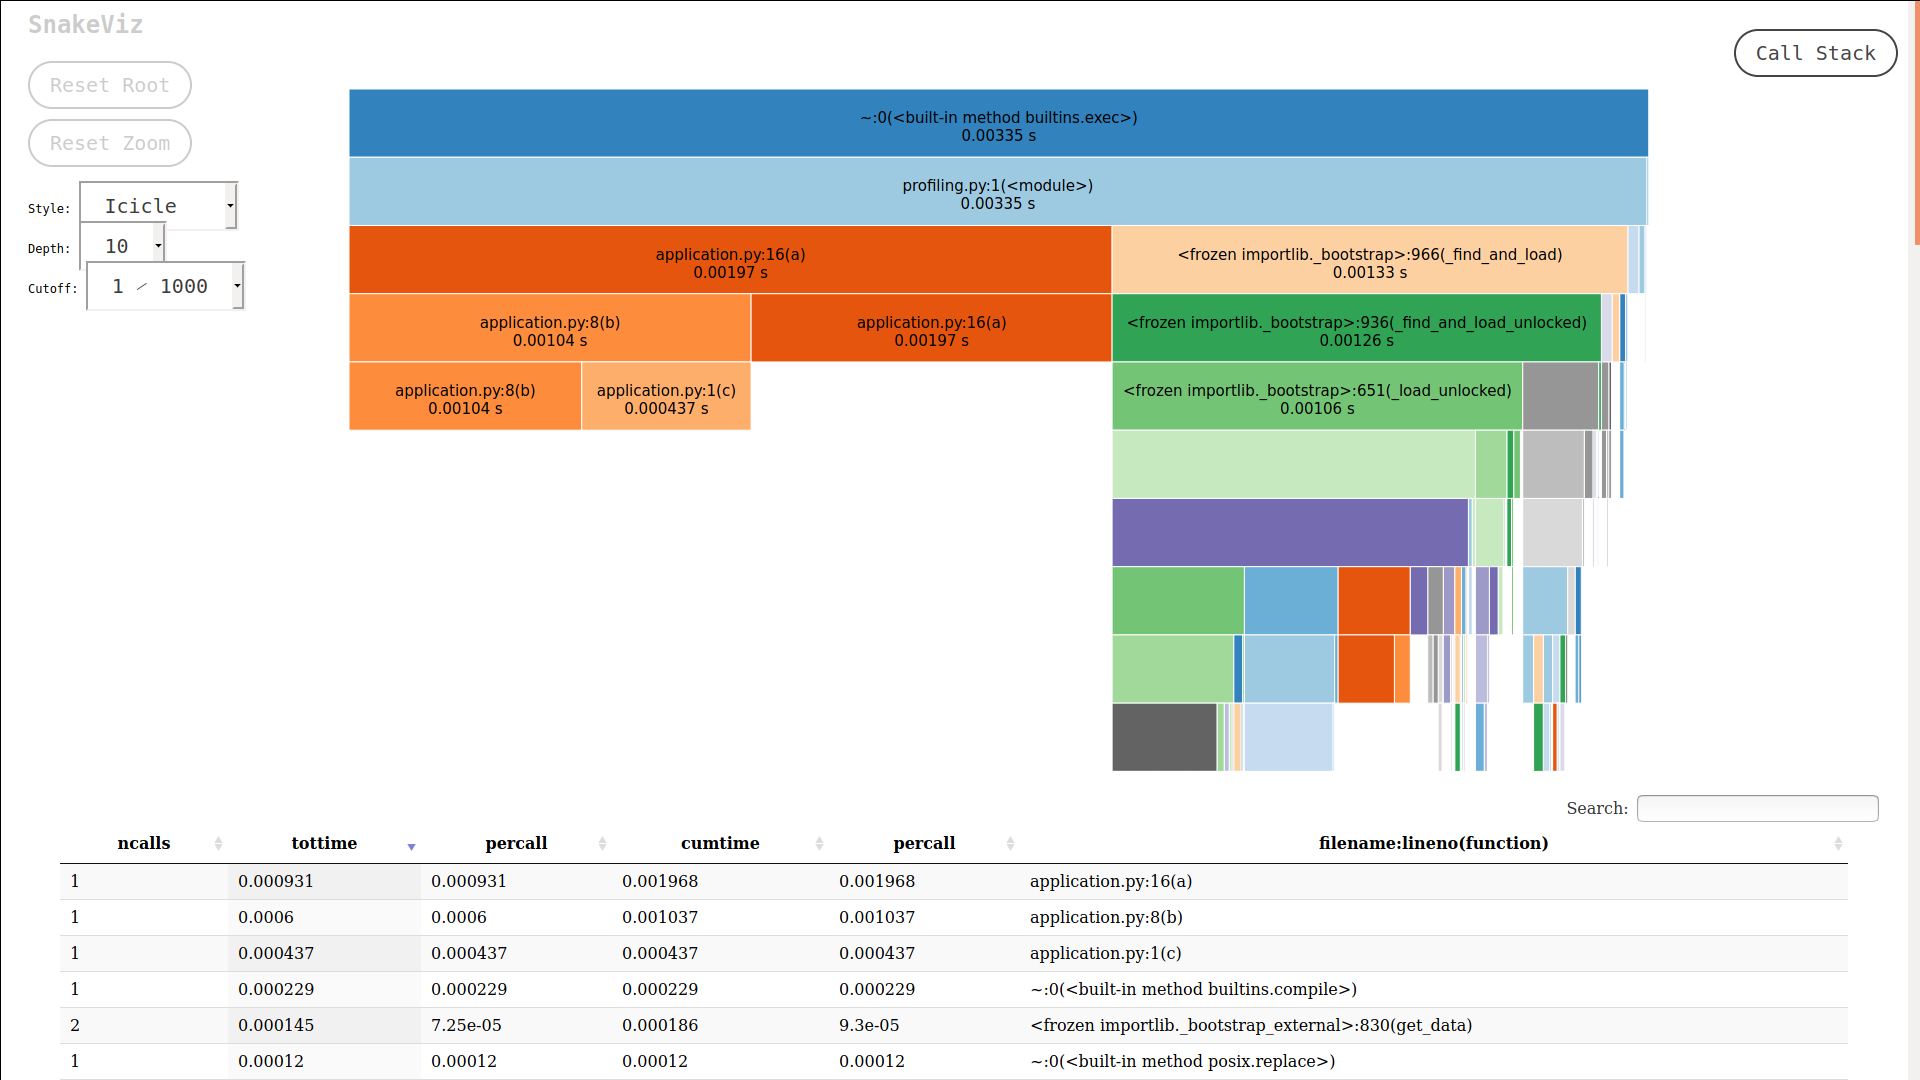 SnakeViz
Call Stack
Reset Root
Reset Zoom
Style: Icicle
Depth: 10
Cutoff: 1 / 1000
~:0(<built-in method builtins.exec>)
0.00335 s
profiling.py:1(<module>)
0.00335 s
application.py:16(a)
0.00197 s
<frozen importlib._bootstrap>:966(_find_and_load)
0.00133 s
application.py:8(b)
0.00104 s
application.py:16(a)
0.00197 s
<frozen importlib._bootstrap>:936(_find_and_load_unlocked)
0.00126 s
application.py:8(b)
0.00104 s
application.py:1(c)
0.000437 s
<frozen importlib._bootstrap>:651(_load_unlocked)
0.00106 s
Search:
ncalls tottime percall cumtime percall filename:lineno(function)
1 0.000931 0.000931 0.001968 0.001968 application.py:16(a)
1 0.0006 0.0006 0.001037 0.001037 application.py:8(b)
1 0.000437 0.000437 0.000437 0.000437 application.py:1(c)
1 0.000229 0.000229 0.000229 0.000229 ~:0(<built-in method builtins.compile>)
2 0.000145 7.25e-05 0.000186 9.3e-05 <frozen importlib._bootstrap_external>:830(get_data)
1 0.00012 0.00012 0.00012 0.00012 ~:0(<built-in method posix.replace>)